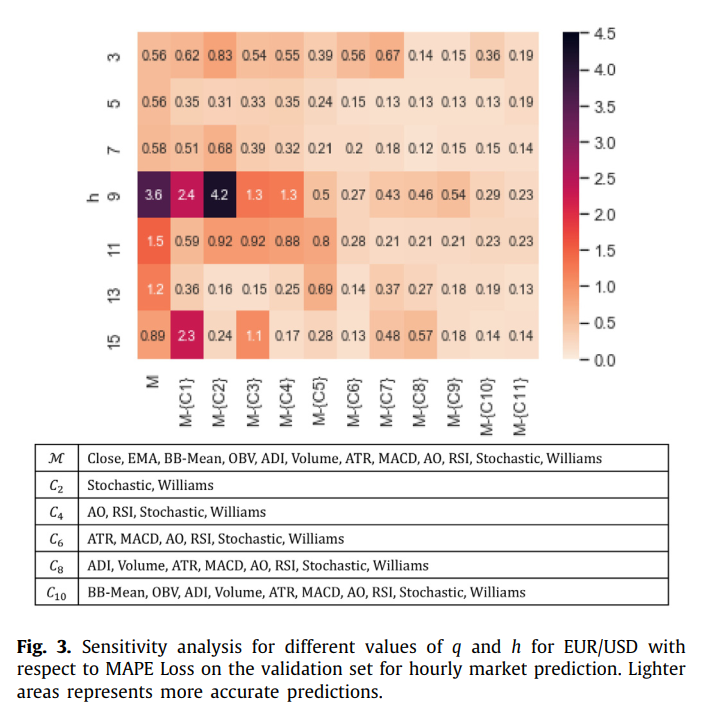 3 0.56 0.62 0.83 0.54 0.55 0.39 0.56 0.67 0.14 0.15 0.36 0.19
5 0.56 0.35 0.31 0.33 0.35 0.24 0.15 0.13 0.13 0.13 0.13 0.19
7 0.58 0.51 0.68 0.39 0.32 0.21 0.2 0.18 0.12 0.15 0.15 0.14
h
9 3.6 2.4 4.2 1.3 1.3 0.5 0.27 0.43 0.46 0.54 0.29 0.23
11 1.5 0.59 0.92 0.92 0.88 0.8 0.28 0.21 0.21 0.21 0.23 0.23
13 1.2 0.36 0.16 0.15 0.25 0.69 0.14 0.37 0.27 0.18 0.19 0.13
15 0.89 2.3 0.24 1.1 0.17 0.28 0.13 0.48 0.57 0.18 0.14 0.14
M M-{C1} M-{C2} M-{C3} M-{C4} M-{C5} M-{C6} M-{C7} M-{C8} M-{C9} M-{C10} M-{C11}
4.5
4.0
3.5
3.0
2.5
2.0
1.5
1.0
0.5
0.0
ℳ Close, EMA, BB-Mean, OBV, ADI, Volume, ATR, MACD, AO, RSI, Stochastic, Williams
C₂ Stochastic, Williams
C₄ AO, RSI, Stochastic, Williams
C₆ ATR, MACD, AO, RSI, Stochastic, Williams
C₈ ADI, Volume, ATR, MACD, AO, RSI, Stochastic, Williams
C₁₀ BB-Mean, OBV, ADI, Volume, ATR, MACD, AO, RSI, Stochastic, Williams
Fig. 3. Sensitivity analysis for different values of q and h for EUR/USD with
respect to MAPE Loss on the validation set for hourly market prediction. Lighter
areas represents more accurate predictions.